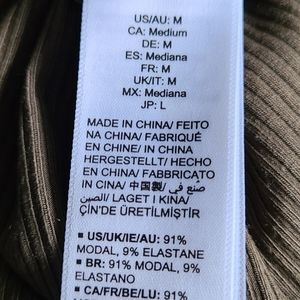 US/AU: M
CA: Medium
DE: M
ES: Mediana
FR: M
UK/IT: M
MX: Mediana
JP: L
MADE IN CHINA/ FEITO
NA CHINA/ FABRIQUÉ
EN CHINE/ IN CHINA
HERGESTELLT/ HECHO
EN CHINA/ FABBRICATO
IN CINA/ 中国製/ صنع في
الصين/ LAGET I KINA/
ÇİN'DE ÜRETİLMİŞTİR
■ US/UK/IE/AU: 91%
MODAL, 9% ELASTANE
■ BR: 91% MODAL, 9%
ELASTANO
■ CA/FR/BE/LU: 91%